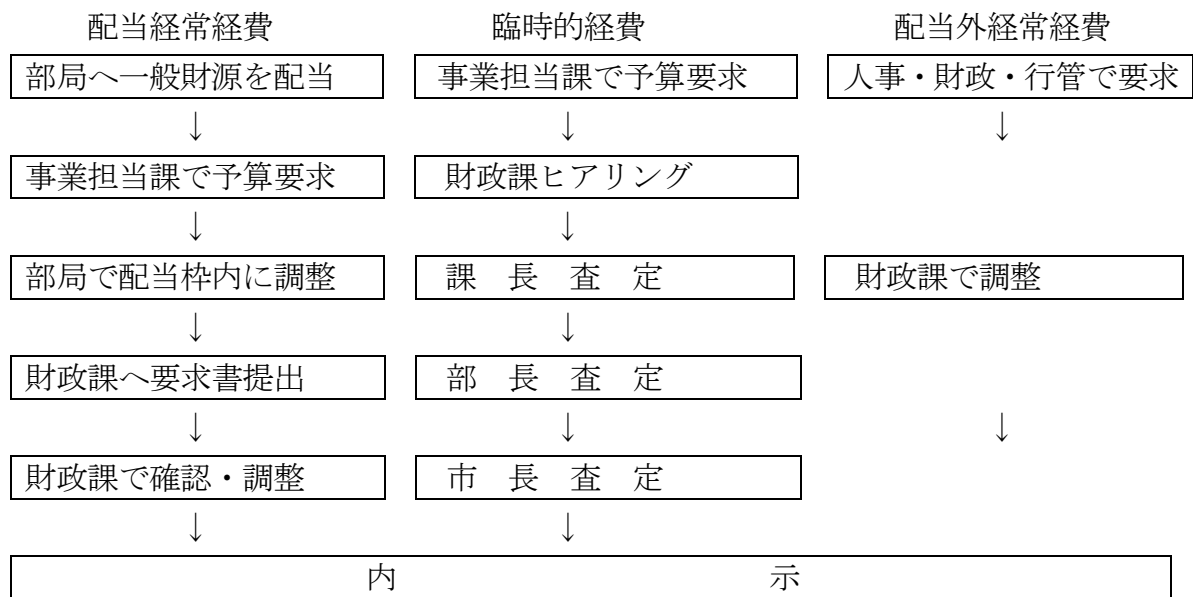 配当経常経費 臨時的経費 配当外経常経費
部局へ一般財源を配当 事業担当課で予算要求 人事・財政・行管で要求
↓ ↓ ↓
事業担当課で予算要求 財政課ヒアリング
↓ ↓
部局で配当枠内に調整 課 長 査 定 財政課で調整
↓ ↓
財政課へ要求書提出 部 長 査 定
↓ ↓ ↓
財政課で確認・調整 市 長 査 定
↓ ↓
内 示